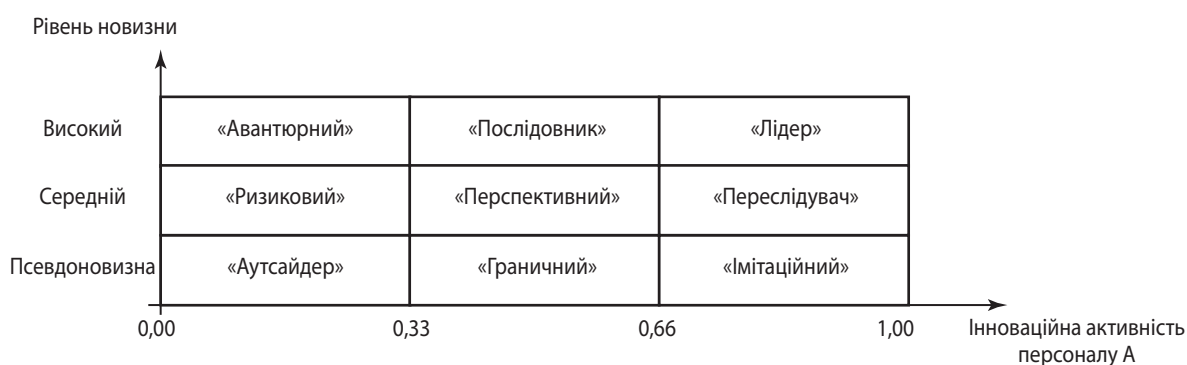 Рівень новизни
Високий «Авантюрний» «Послідовник» «Лідер»
Середній «Ризиковий» «Перспективний» «Переслідувач»
Псевдоновизна «Аутсайдер» «Граничний» «Імітаційний»
0,00 0,33 0,66 1,00 Інноваційна активність
персоналу А